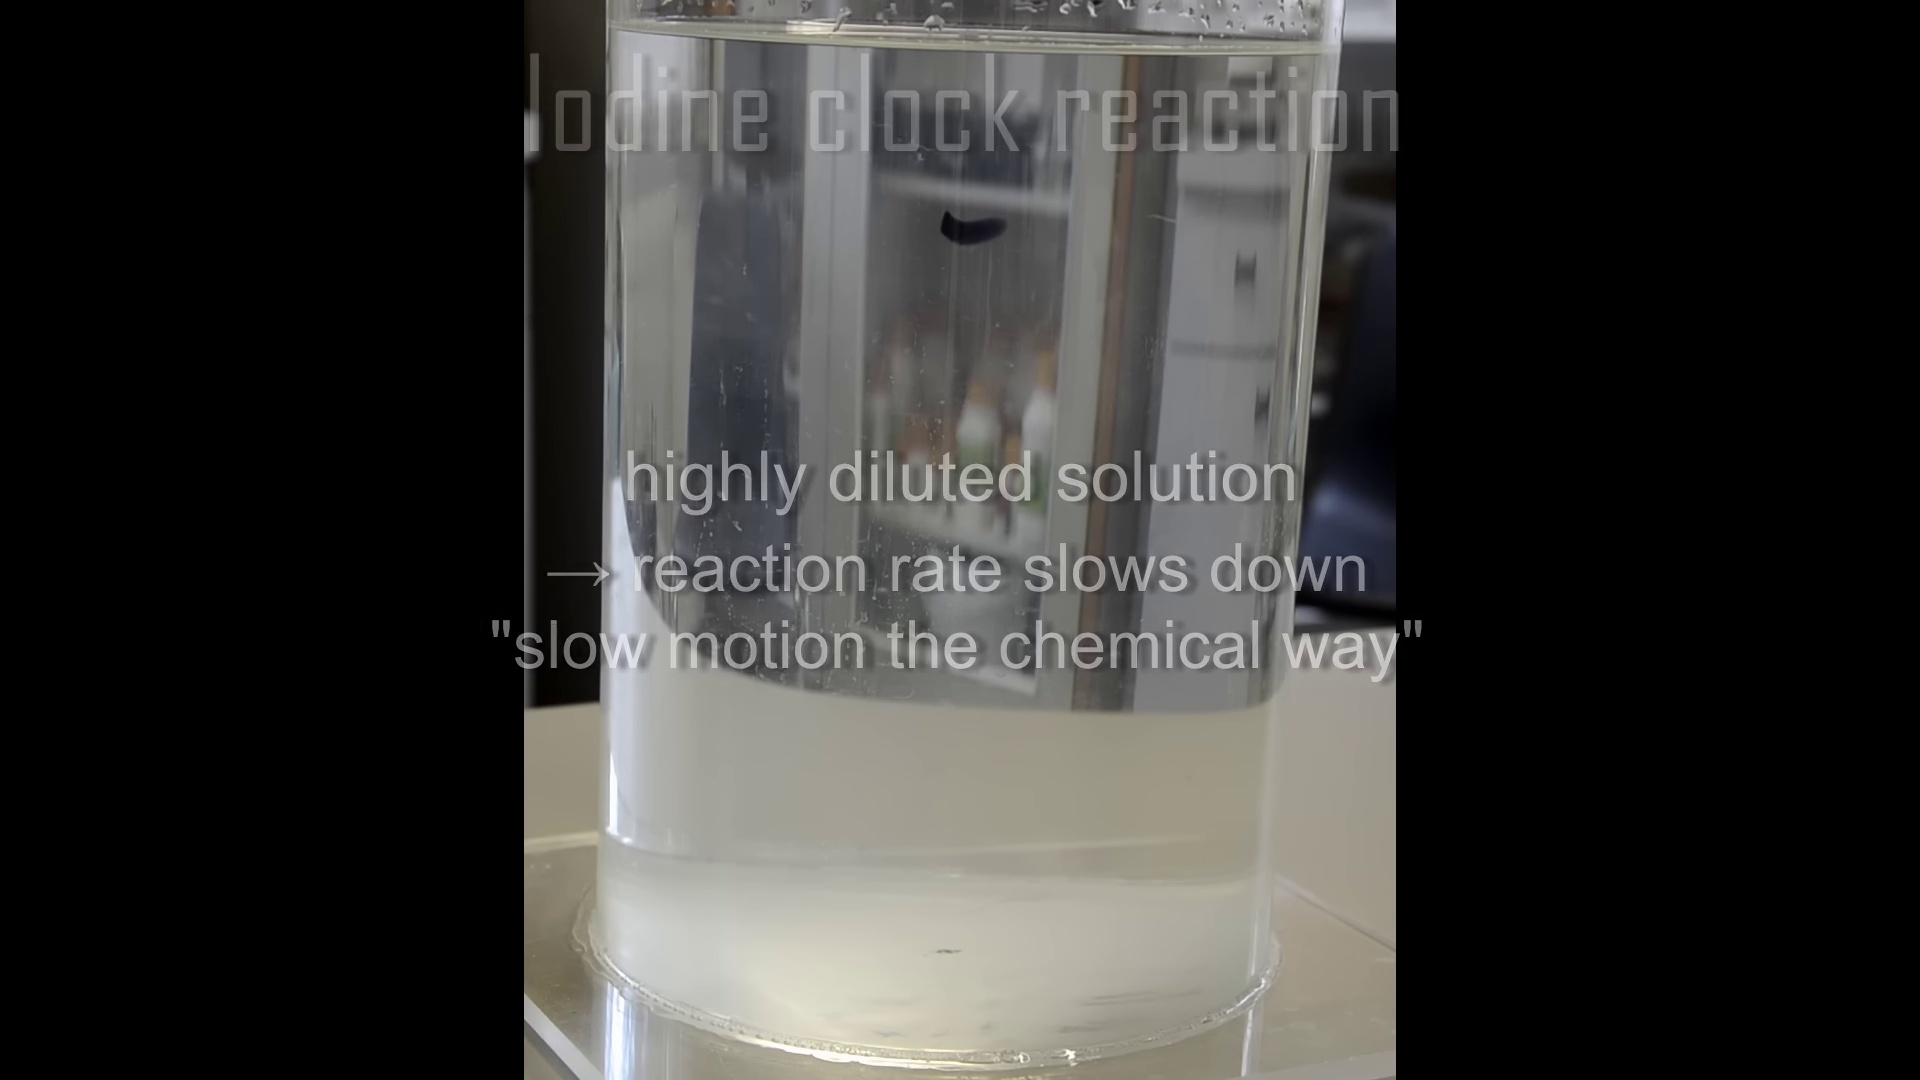 Iodine clock reaction
highly diluted solution
→ reaction rate slows down
"slow motion the chemical way"